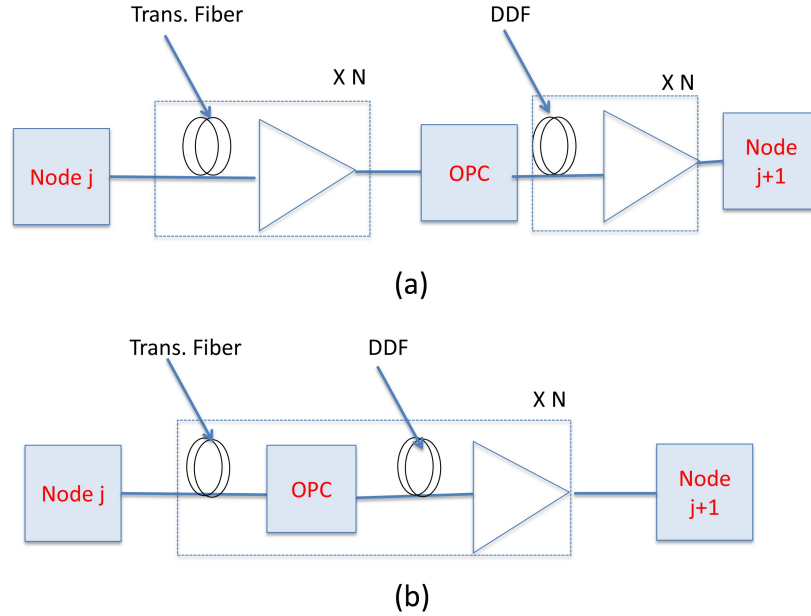 Trans. Fiber
DDF
X N
X N
Node j
OPC
Node
j+1
(a)
Trans. Fiber
DDF
X N
Node j
OPC
Node
j+1
(b)